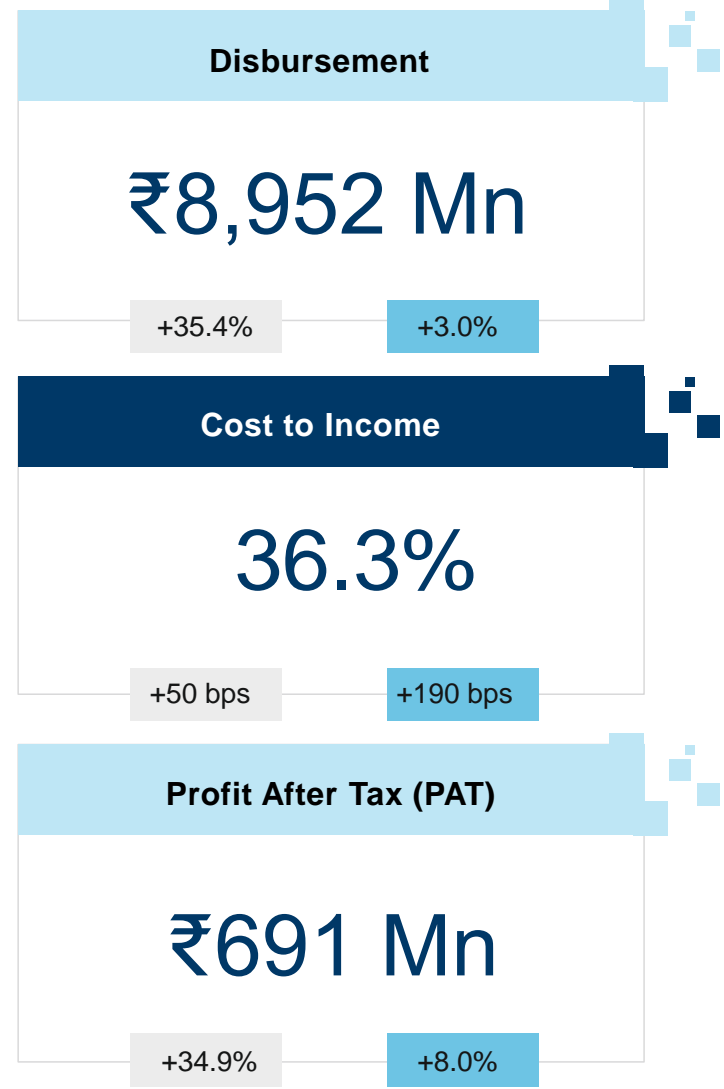 Disbursement
₹8,952 Mn
+35.4% +3.0%
Cost to Income
36.3%
+50 bps +190 bps
Profit After Tax (PAT)
₹691 Mn
+34.9% +8.0%